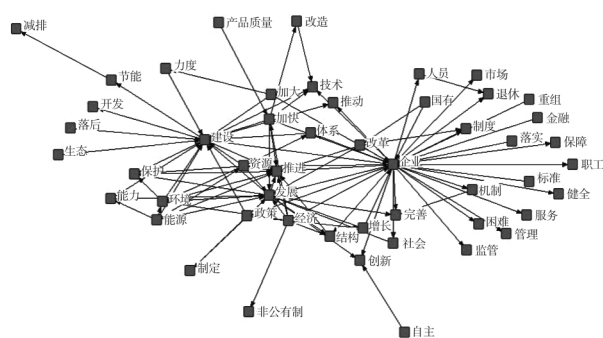 减排
产品质量
改造
节能
力度
加大
技术
人员
市场
开发
推动
国有
退休
重组
加快
落后
建设
体系
制度
金融
改革
落实
保障
生态
资源
企业
职工
保护
推进
标准
能力
环境
发展
机制
健全
能源
政策
经济
增长
完善
困难
服务
结构
社会
管理
制定
创新
监管
非公有制
自主